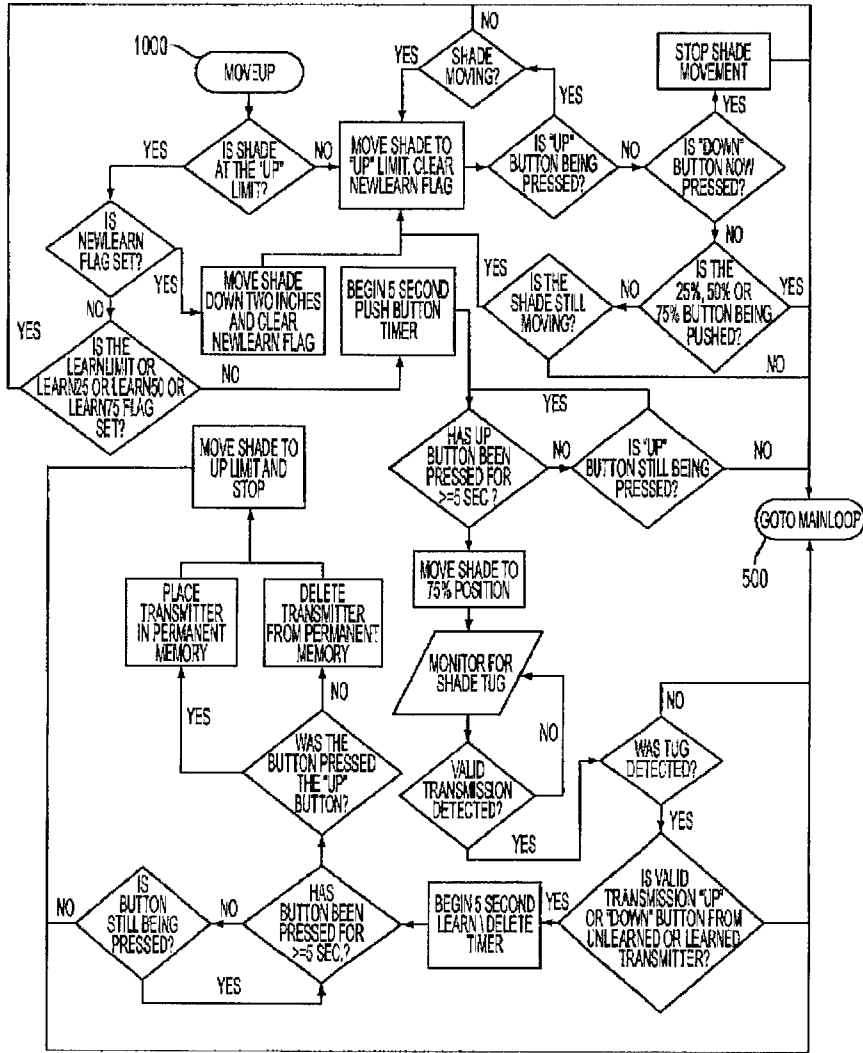 1000
MOVEUP
NO
YES
SHADE
MOVING?
STOP SHADE
MOVEMENT
YES
YES
YES
IS SHADE
AT THE "UP"
LIMIT?
NO
MOVE SHADE TO
"UP" LIMIT, CLEAR
NEWLEARN FLAG
IS "UP"
BUTTON BEING
PRESSED?
NO
IS "DOWN"
BUTTON NOW
PRESSED?
IS
NEWLEARN
FLAG SET?
YES
NO
MOVE SHADE
DOWN TWO INCHES
AND CLEAR
NEWLEARN FLAG
BEGIN 5 SECOND
PUSH BUTTON
TIMER
YES
IS THE
SHADE STILL
MOVING?
NO
NO
IS THE
25%, 50% OR
75% BUTTON BEING
PUSHED?
YES
NO
YES
IS THE
LEARNLIMIT OR
LEARN25 OR LEARN50 OR
LEARN75 FLAG
SET?
NO
YES
MOVE SHADE TO
UP LIMIT AND
STOP
HAS UP
BUTTON BEEN
PRESSED FOR
>=5 SEC.?
NO
IS "UP"
BUTTON STILL BEING
PRESSED?
NO
GOTO MAINLOOP
500
MOVE SHADE TO
75% POSITION
PLACE
TRANSMITTER
IN PERMANENT
MEMORY
DELETE
TRANSMITTER
FROM PERMANENT
MEMORY
MONITOR FOR
SHADE TUG
NO
YES
NO
NO
WAS THE
BUTTON PRESSED
THE "UP"
BUTTON?
VALID
TRANSMISSION
DETECTED?
YES
WAS TUG
DETECTED?
YES
NO
IS
BUTTON
STILL BEING
PRESSED?
NO
YES
HAS
BUTTON BEEN
PRESSED FOR
>=5 SEC.?
BEGIN 5 SECOND
LEARN \ DELETE
TIMER
YES
IS VALID
TRANSMISSION "UP"
OR "DOWN" BUTTON FROM
UNLEARNED OR LEARNED
TRANSMITTER?